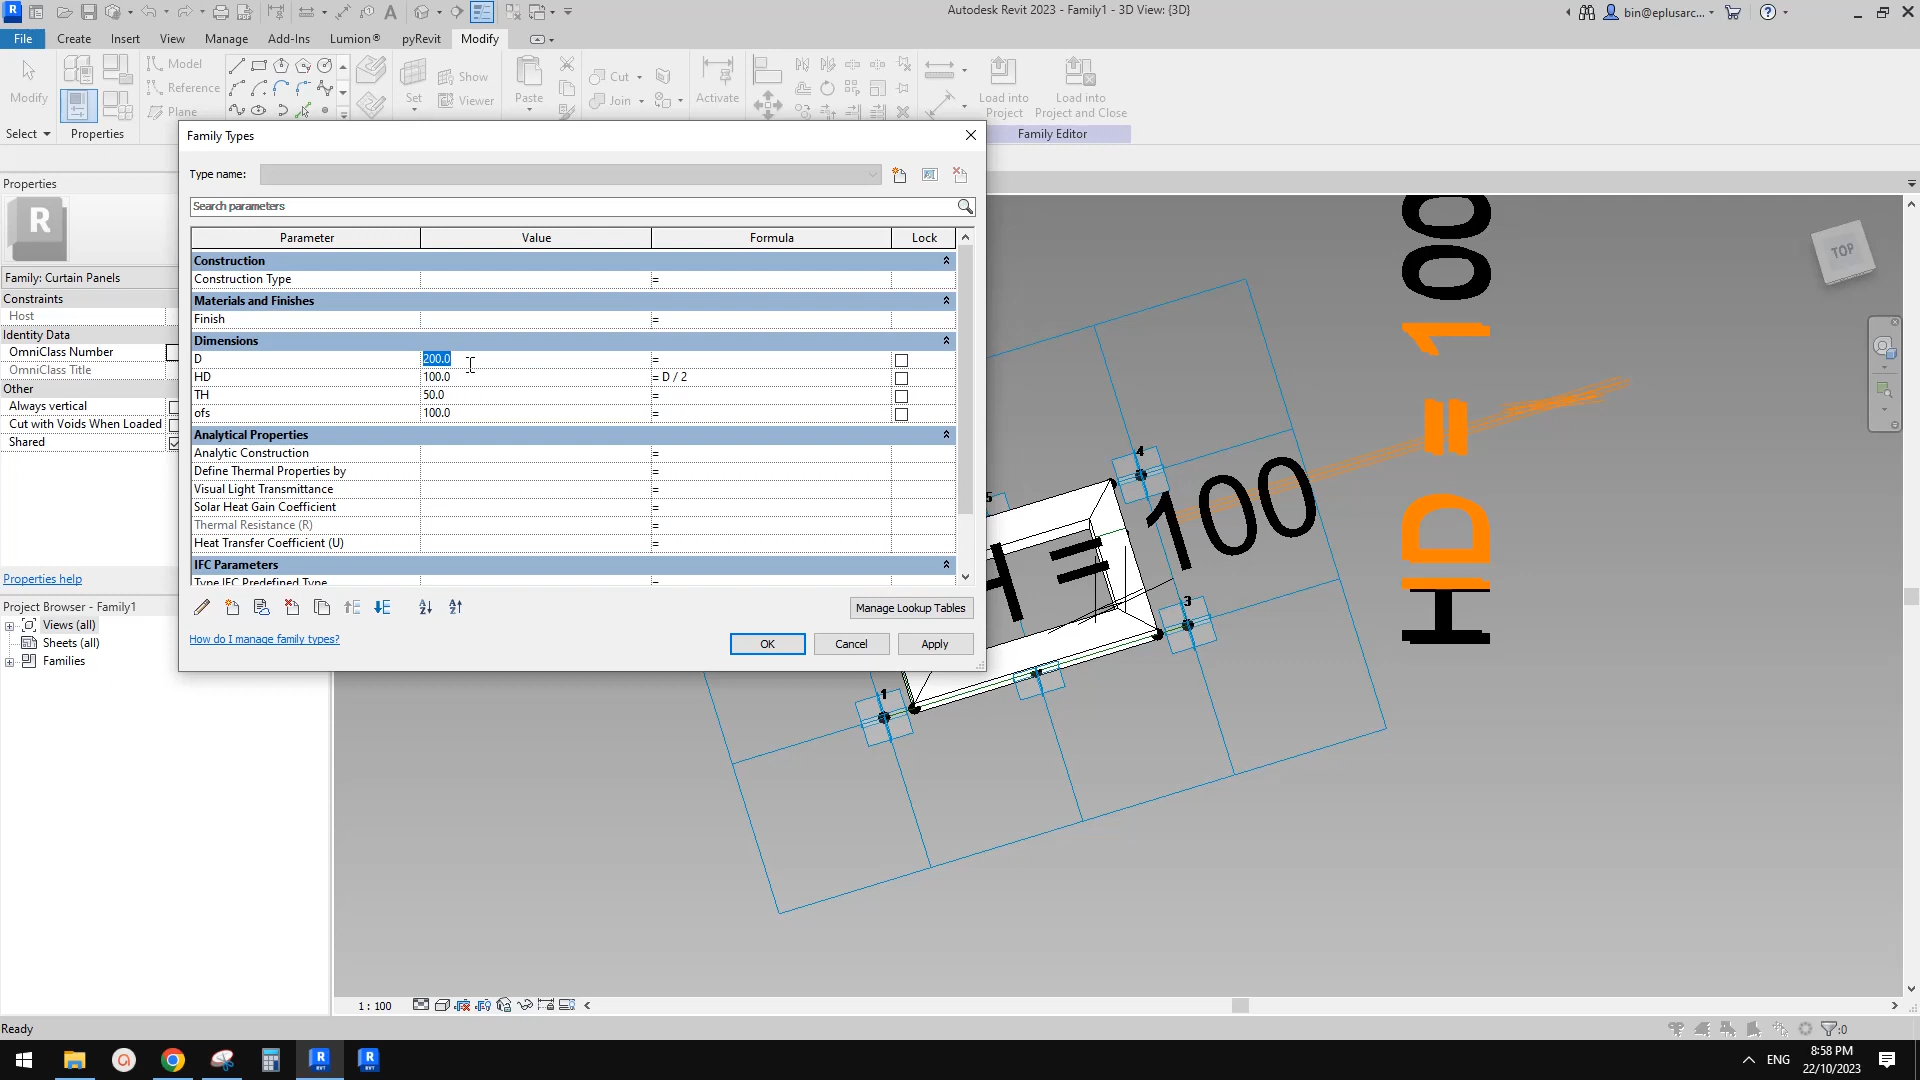 Autodesk Revit 2023 - Family1 - 3D View: {3D}
bin@eplusarc...
File
Create
Insert
View
Manage
Add-Ins
Lumion®
pyRevit
Modify
Modify
Model
Reference
Plane
Set
Show
Viewer
Paste
Cut
Join
Activate
Load into
Project
Load into
Project and Close
Select
Properties
Family Editor
Properties
R
Family: Curtain Panels
Constraints
Host
Identity Data
OmniClass Number
OmniClass Title
Other
Always vertical
Cut with Voids When Loaded
Shared
Properties help
Project Browser - Family1
Views (all)
Sheets (all)
Families
Family Types
Type name:
Search parameters
Parameter Value Formula Lock
Construction
Construction Type =
Materials and Finishes
Finish =
Dimensions
D 200.0 =
HD 100.0 = D / 2
TH 50.0 =
ofs 100.0 =
Analytical Properties
Analytic Construction =
Define Thermal Properties by =
Visual Light Transmittance =
Solar Heat Gain Coefficient =
Thermal Resistance (R) =
Heat Transfer Coefficient (U) =
IFC Parameters
Type IFC Predefined Type =
Manage Lookup Tables
How do I manage family types?
OK
Cancel
Apply
TOP
HD = 100
= 100
4
5
3
1
1 : 100
Ready
:0
ENG
8:58 PM
22/10/2023